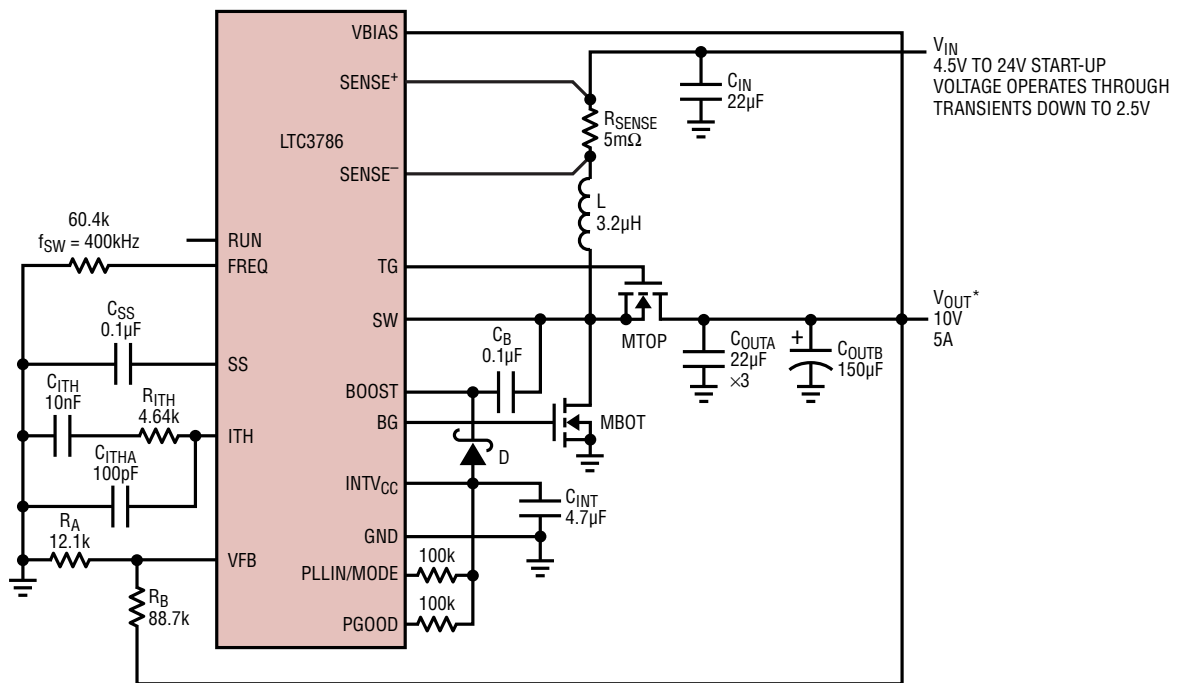 VBIAS
SENSE+
LTC3786
SENSE–
RUN
FREQ
TG
SW
SS
BOOST
BG
ITH
INTVCC
GND
VFB
PLLIN/MODE
PGOOD
60.4k
fSW = 400kHz
CSS
0.1µF
CITH
10nF
RITH
4.64k
CITHA
100pF
RA
12.1k
RB
88.7k
VIN
4.5V TO 24V START-UP
VOLTAGE OPERATES THROUGH
TRANSIENTS DOWN TO 2.5V
CIN
22µF
RSENSE
5mΩ
L
3.2µH
MTOP
CB
0.1µF
MBOT
D
CINT
4.7µF
100k
100k
COUTA
22µF
×3
+
COUTB
150µF
VOUT*
10V
5A